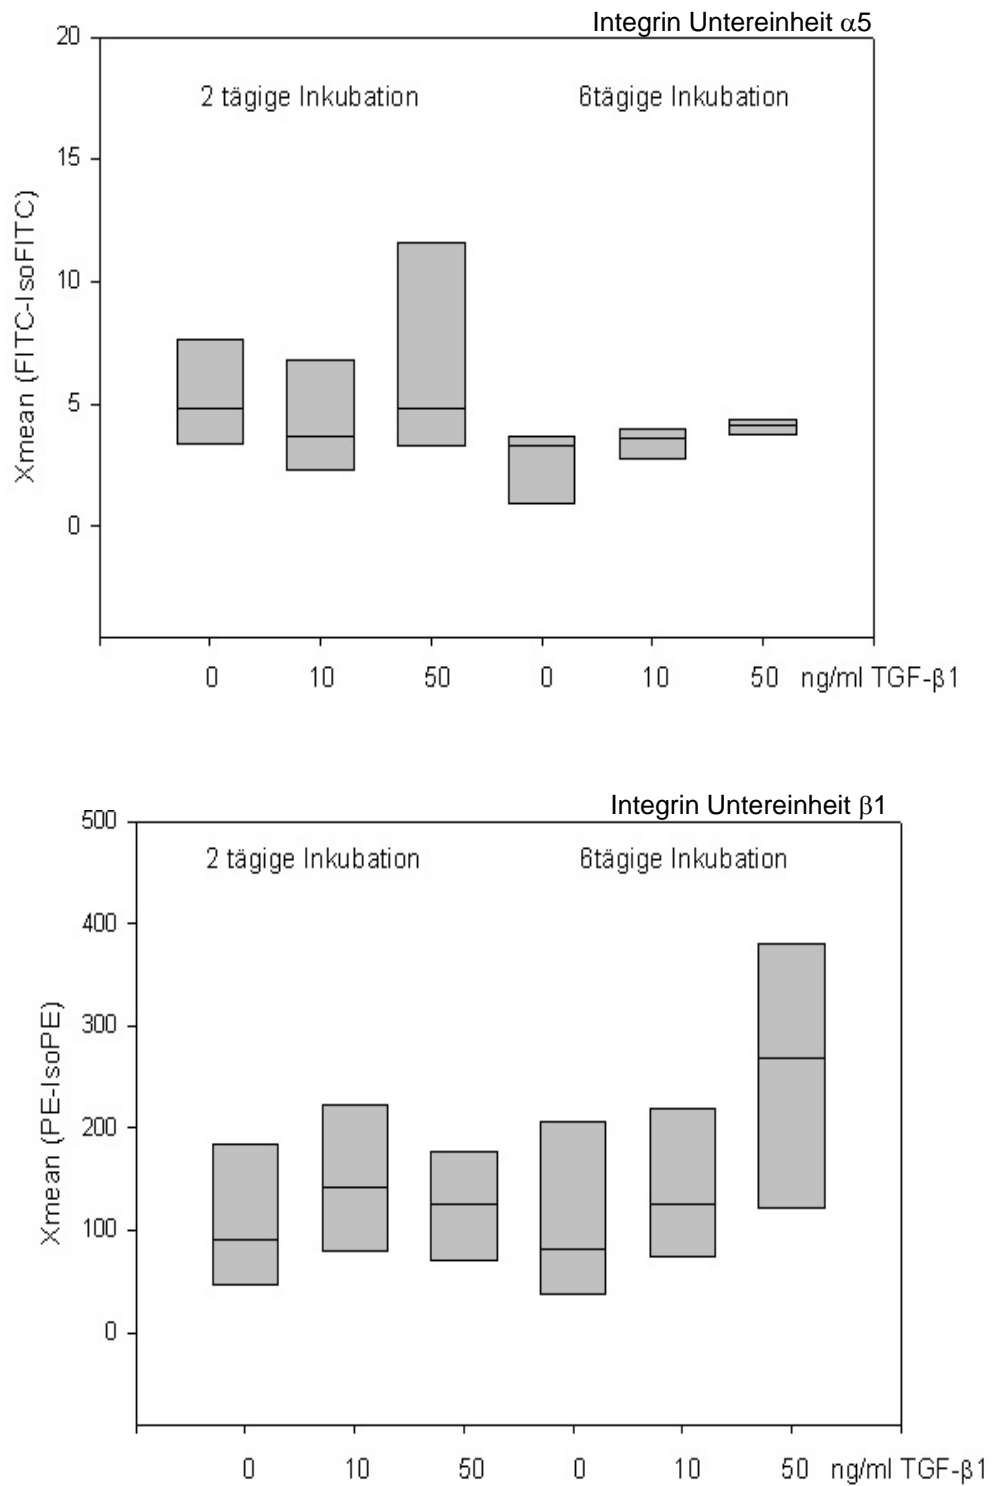 Integrin Untereinheit α5
20
2 tägige Inkubation 6tägige Inkubation
15
10
5
0
Xmean (FITC-IsoFITC)
0 10 50 0 10 50 ng/ml TGF-β1
Integrin Untereinheit β1
500
2 tägige Inkubation 6tägige Inkubation
400
300
200
100
0
Xmean (PE-IsoPE)
0 10 50 0 10 50 ng/ml TGF-β1